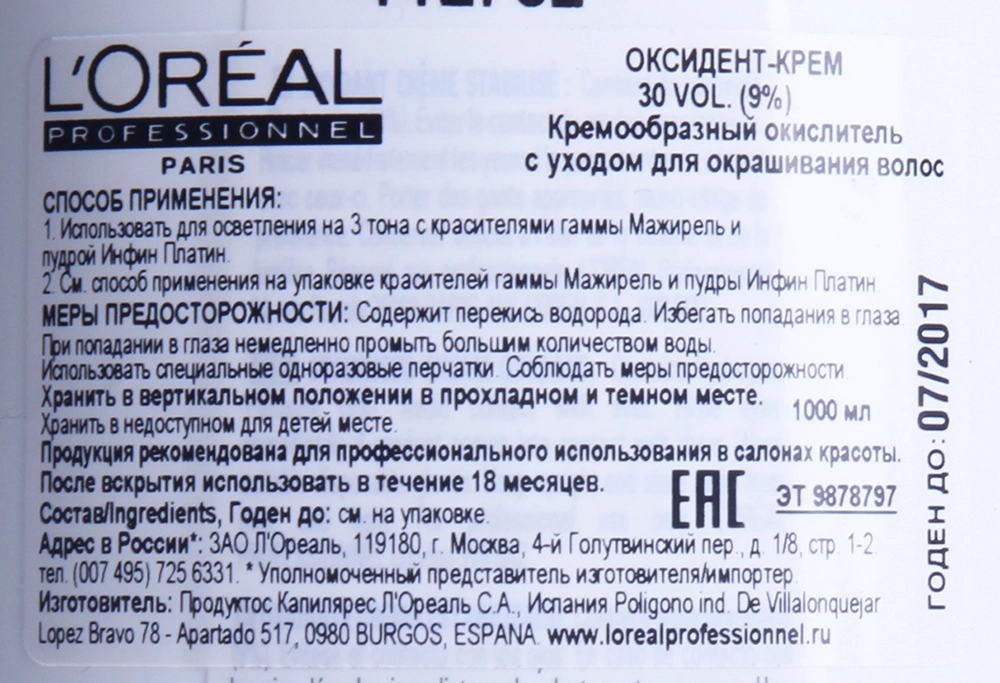 L'ORÉAL
PROFESSIONNEL
PARIS
ОКСИДЕНТ-КРЕМ
30 VOL. (9%)
Кремообразный окислитель
с уходом для окрашивания волос
СПОСОБ ПРИМЕНЕНИЯ:
1. Использовать для осветления на 3 тона с красителями гаммы Мажирель и
пудрой Инфин Платин.
2. См. способ применения на упаковке красителей гаммы Мажирель и пудры Инфин Платин.
МЕРЫ ПРЕДОСТОРОЖНОСТИ: Содержит перекись водорода. Избегать попадания в глаза.
При попадании в глаза немедленно промыть большим количеством воды.
Использовать специальные одноразовые перчатки. Соблюдать меры предосторожности.
Хранить в вертикальном положении в прохладном и темном месте.
1000 мл
Хранить в недоступном для детей месте.
Продукция рекомендована для профессионального использования в салонах красоты.
После вскрытия использовать в течение 18 месяцев.
EAC
ЭТ 9878797
Состав/Ingredients, Годен до: см. на упаковке.
Адрес в России*: ЗАО Л'Ореаль, 119180, г. Москва, 4-й Голутвинский пер., д. 1/8, стр. 1-2.
тел. (007 495) 725 6331. * Уполномоченный представитель изготовителя/импортер.
Изготовитель: Продуктос Капилярес Л'Ореаль С.А., Испания Poligono ind. De Villalonquejar
Lopez Bravo 78 - Apartado 517, 0980 BURGOS, ESPANA. www.lorealprofessionnel.ru
ГОДЕН ДО: 07/2017